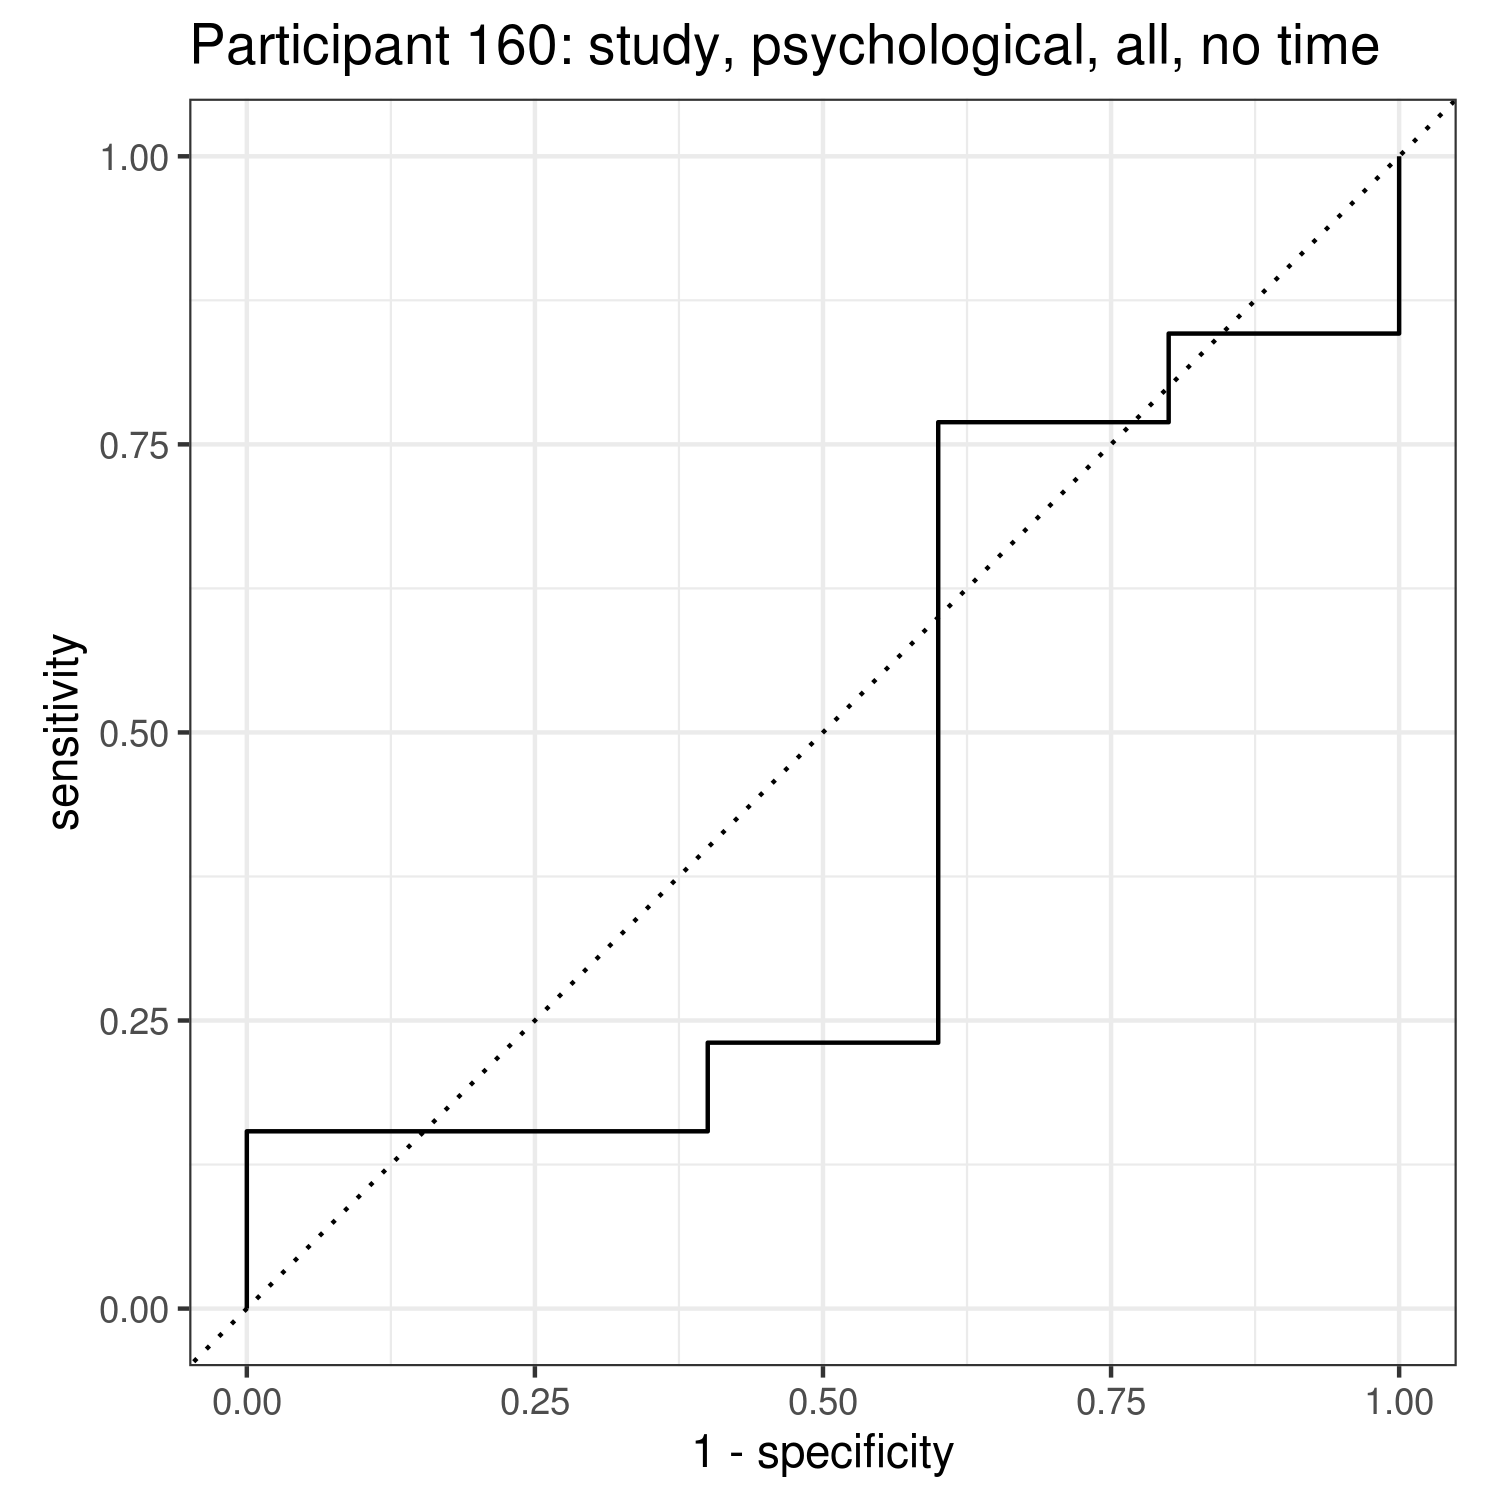 Participant 160: study, psychological, all, no time
1.00
0.75
0.50
0.25
0.00
sensitivity
0.00 0.25 0.50 0.75 1.00
1 - specificity